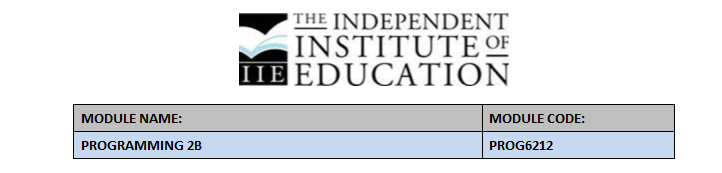 THE INDEPENDENT
INSTITUTE OF
IIE EDUCATION
MODULE NAME: MODULE CODE:
PROGRAMMING 2B PROG6212